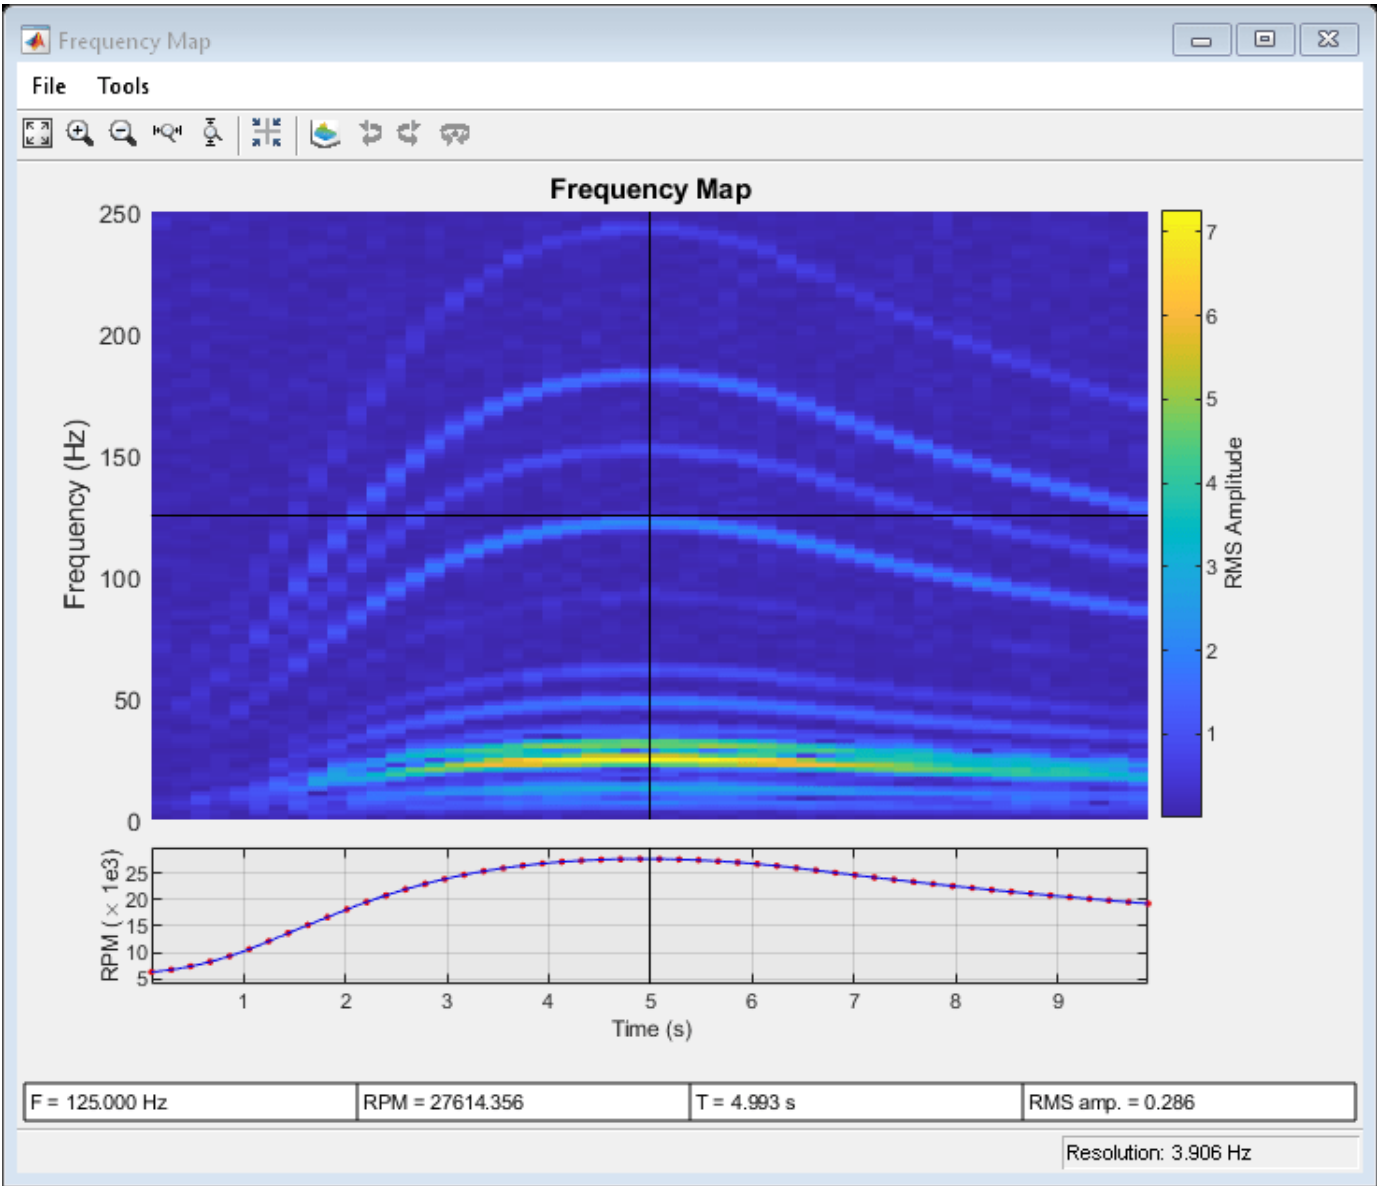 Frequency Map
File Tools
Frequency Map
250
200
150
100
50
0
Frequency (Hz)
7
6
5
4
3
2
1
RMS Amplitude
25
20
15
10
5
RPM ( × 1e3)
1 2 3 4 5 6 7 8 9
Time (s)
F = 125.000 Hz RPM = 27614.356 T = 4.993 s RMS amp. = 0.286
Resolution: 3.906 Hz